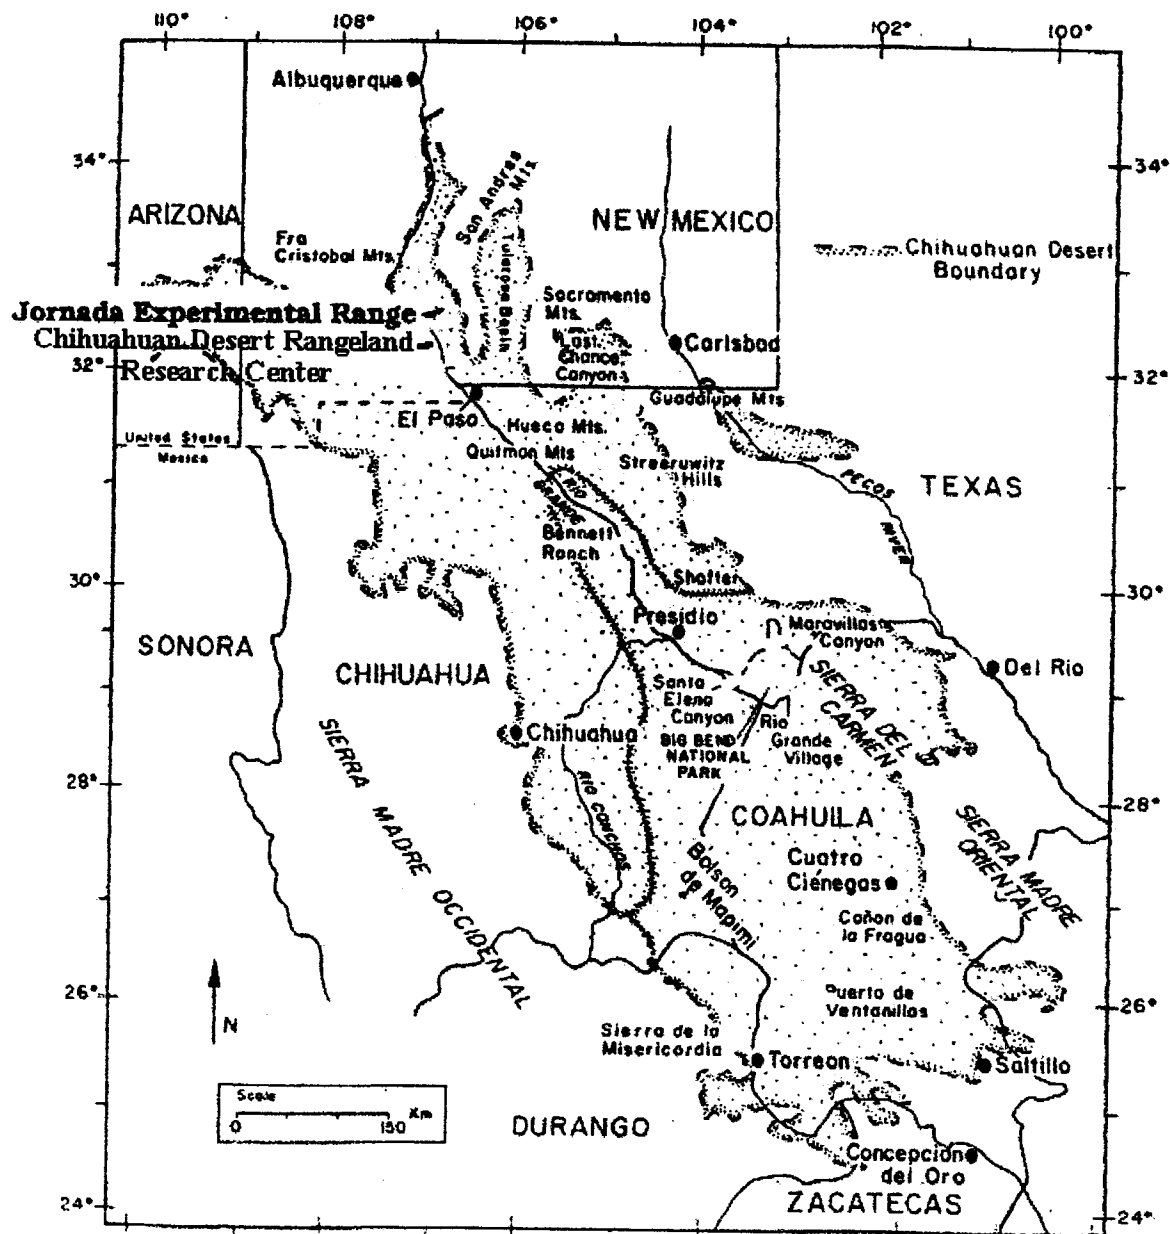 110°
108°
106°
104°
102°
100°
Albuquerque
34°
34°
ARIZONA
San Andres
Mts.
NEW MEXICO
Fra
Cristobal Mts.
Tularosa Basin
Chihuahuan Desert
Boundary
Sacramento
Mts.
Jornada Experimental Range
Chihuahuan Desert Rangeland
Research Center
Last
Chance
Canyon
Carlsbad
32°
32°
Guadalupe Mts
El Paso
Hueco Mts.
United States
Mexico
Quitman Mts
Streeruwitz
Hills
PECOS
RIVER
TEXAS
RIO
GRANDE
Bennett
Ranch
30°
30°
Shafter
Presidio
Maravillas
Canyon
SONORA
CHIHUAHUA
Del Rio
Santa
Elena
Canyon
SIERRA DEL
CARMEN
Chihuahua
Rio
Grande
Village
BIG BEND
NATIONAL
PARK
28°
28°
SIERRA MADRE OCCIDENTAL
RIO CONCHOS
COAHUILA
SIERRA MADRE
ORIENTAL
Cuatro
Ciénegas
Bolson
de Mapimi
Cañon de
la Fragua
26°
26°
Puerto de
Ventanillas
N
Sierra de la
Misericordia
Torreon
Saltillo
Scale
Km
0
150
DURANGO
Concepcion
del Oro
ZACATECAS
24°
24°